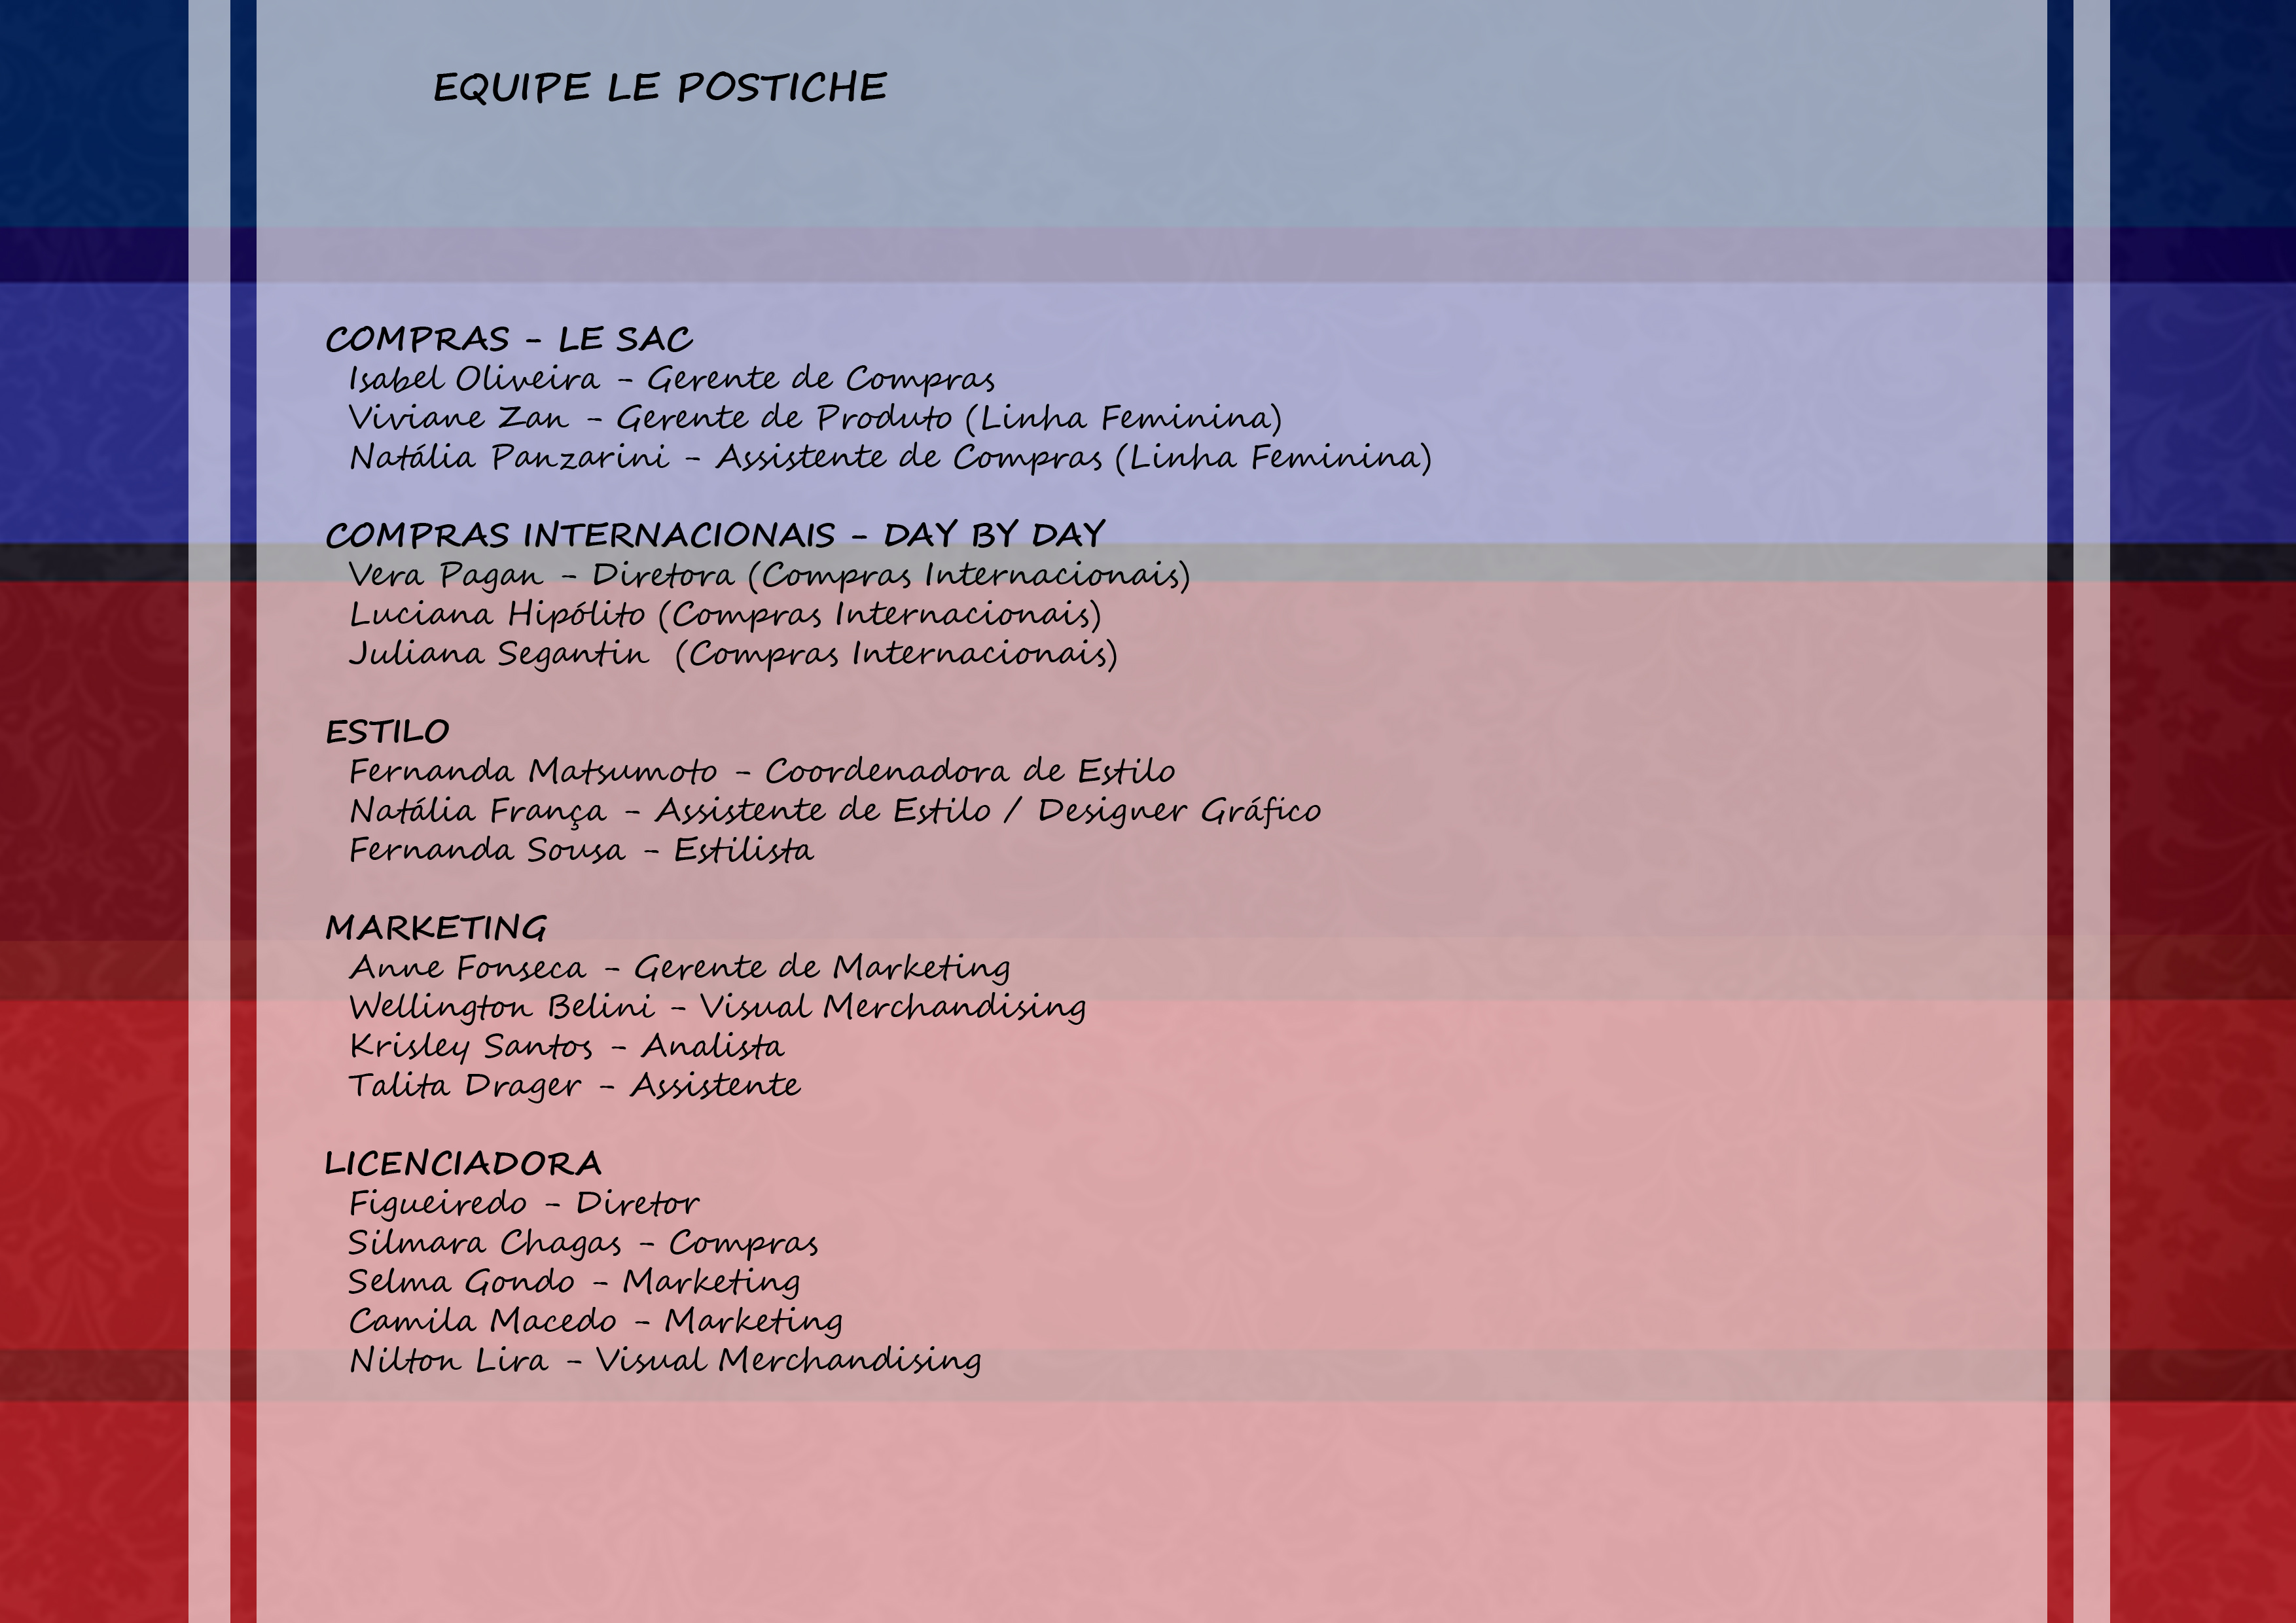 EQUIPE LE POSTICHE
COMPRAS - LE SAC
Isabel Oliveira - Gerente de Compras
Viviane Zan - Gerente de Produto (Linha Feminina)
Natália Panzarini - Assistente de Compras (Linha Feminina)
COMPRAS INTERNACIONAIS - DAY BY DAY
Vera Pagan - Diretora (Compras Internacionais)
Luciana Hipólito (Compras Internacionais)
Juliana Segantin (Compras Internacionais)
ESTILO
Fernanda Matsumoto - Coordenadora de Estilo
Natália França - Assistente de Estilo / Designer Gráfico
Fernanda Sousa - Estilista
MARKETING
Anne Fonseca - Gerente de Marketing
Wellington Belini - Visual Merchandising
Krisley Santos - Analista
Talita Drager - Assistente
LICENCIADORA
Figueiredo - Diretor
Silmara Chagas - Compras
Selma Gondo - Marketing
Camila Macedo - Marketing
Nilton Lira - Visual Merchandising